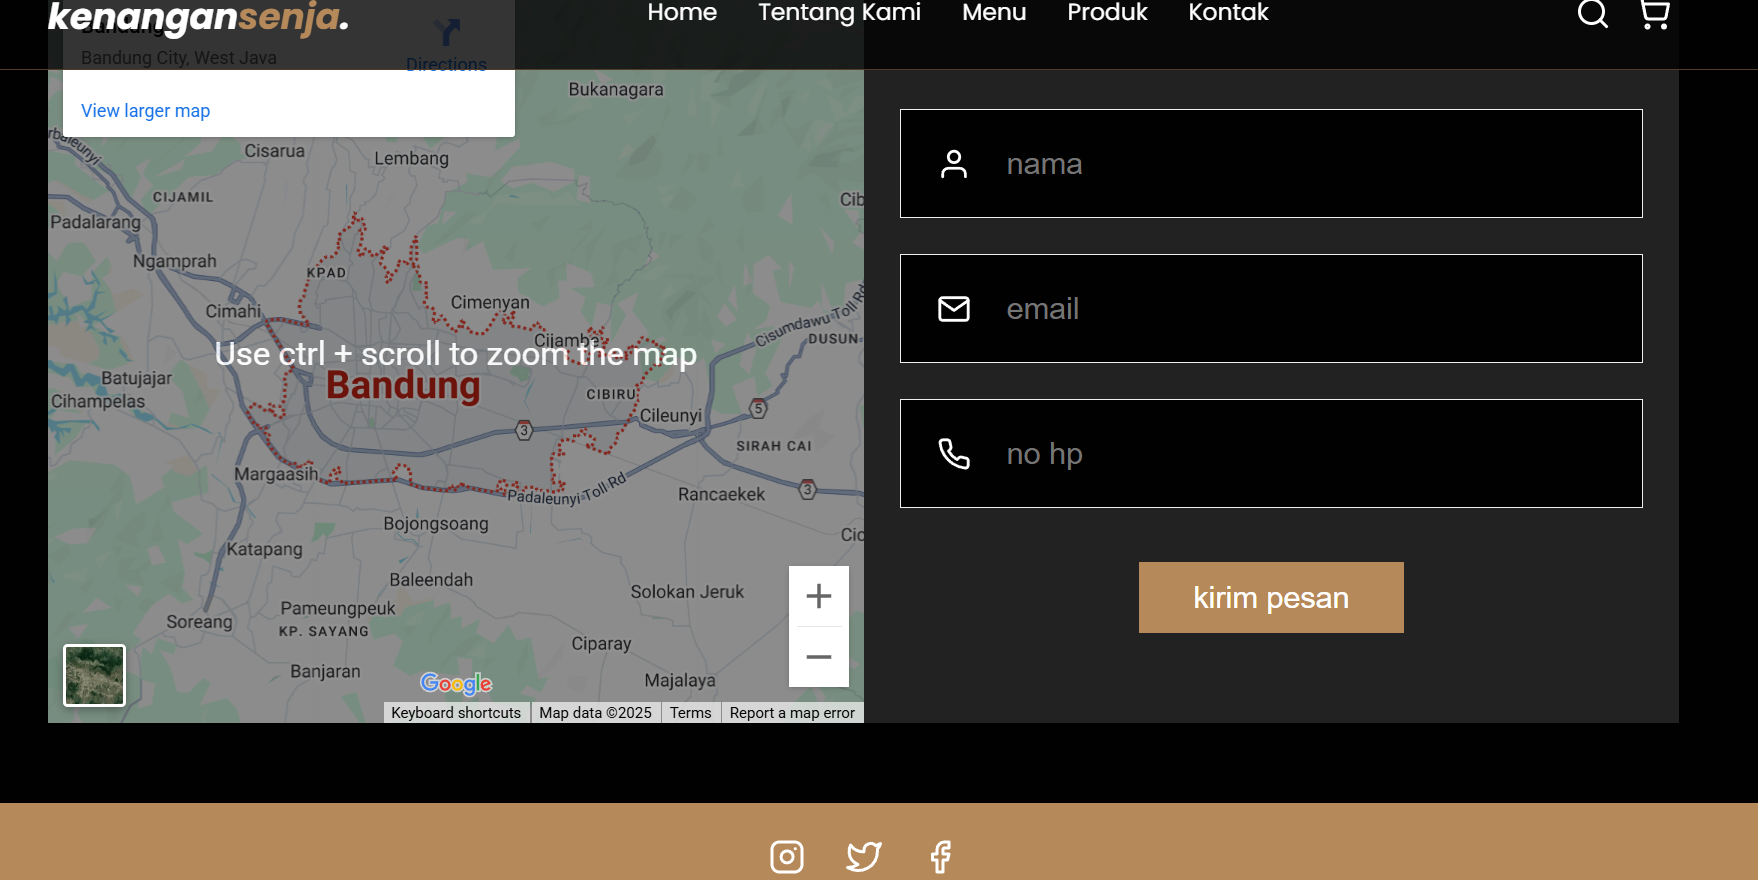 kenangansenja.
Home Tentang Kami Menu Produk Kontak
Bandung
Bandung City, West Java
Directions
View larger map
Bukanagara
Cisarua
Lembang
CIJAMIL
Padalarang
Ngamprah
KPAD
Cimahi
Cimenyan
Cisumdawu Toll Rd
DUSUN
Use ctrl + scroll to zoom the map
Bandung
Batujajar
Cihampelas
CIBIRU
Cileunyi
5
3
SIRAH CAI
Margaasih
Padaleunyi Toll Rd
Rancaekek
3
Bojongsoang
Katapang
Baleendah
Solokan Jeruk
Pameungpeuk
Soreang
KP. SAYANG
Ciparay
Banjaran
Majalaya
Google
Keyboard shortcuts Map data ©2025 Terms Report a map error
nama
email
no hp
kirim pesan